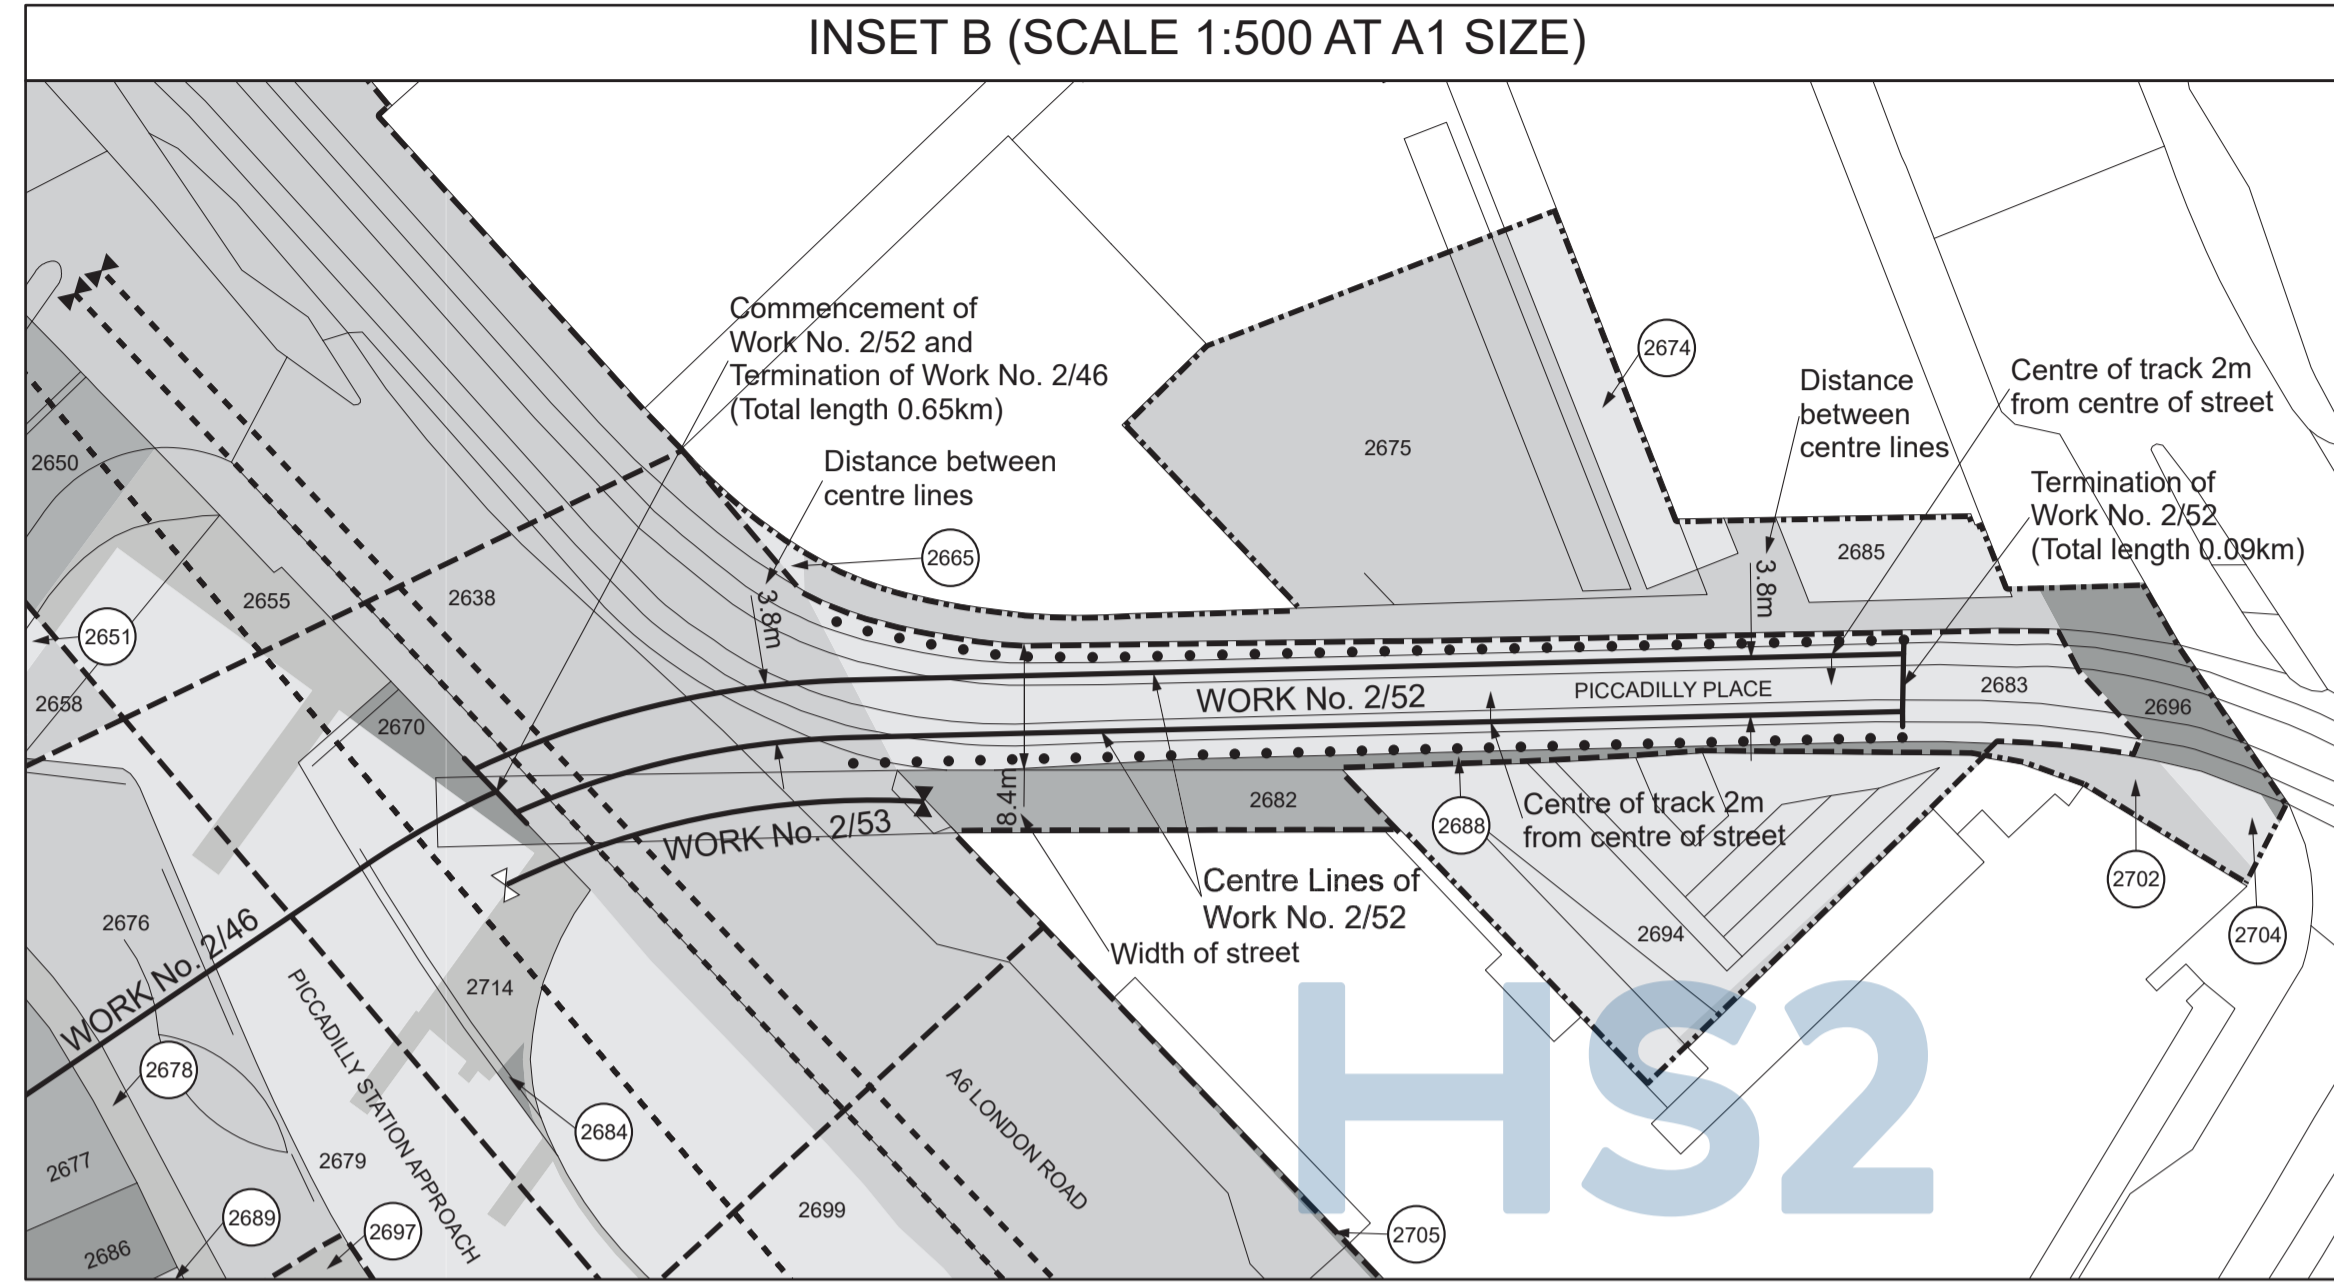 INSET B (SCALE 1:500 AT A1 SIZE)
Commencement of
Work No. 2/52 and
Termination of Work No. 2/46
(Total length 0.65km)
Distance between
centre lines
2665
2674
2675
Distance
between
centre lines
Centre of track 2m
from centre of street
Termination of
Work No. 2/52
(Total length 0.09km)
2685
3.8m
3.8m
2650
2655
2638
2651
2658
2670
WORK No. 2/52
PICCADILLY PLACE
2683
2696
8.4m
2682
WORK No. 2/53
2688
Centre of track 2m
from centre of street
2702
2704
Centre Lines of
Work No. 2/52
Width of street
2694
2676
WORK No. 2/46
2714
PICCADILLY STATION APPROACH
2678
2684
A6 LONDON ROAD
2677
2679
2699
2689
2697
2686
2705
HS2